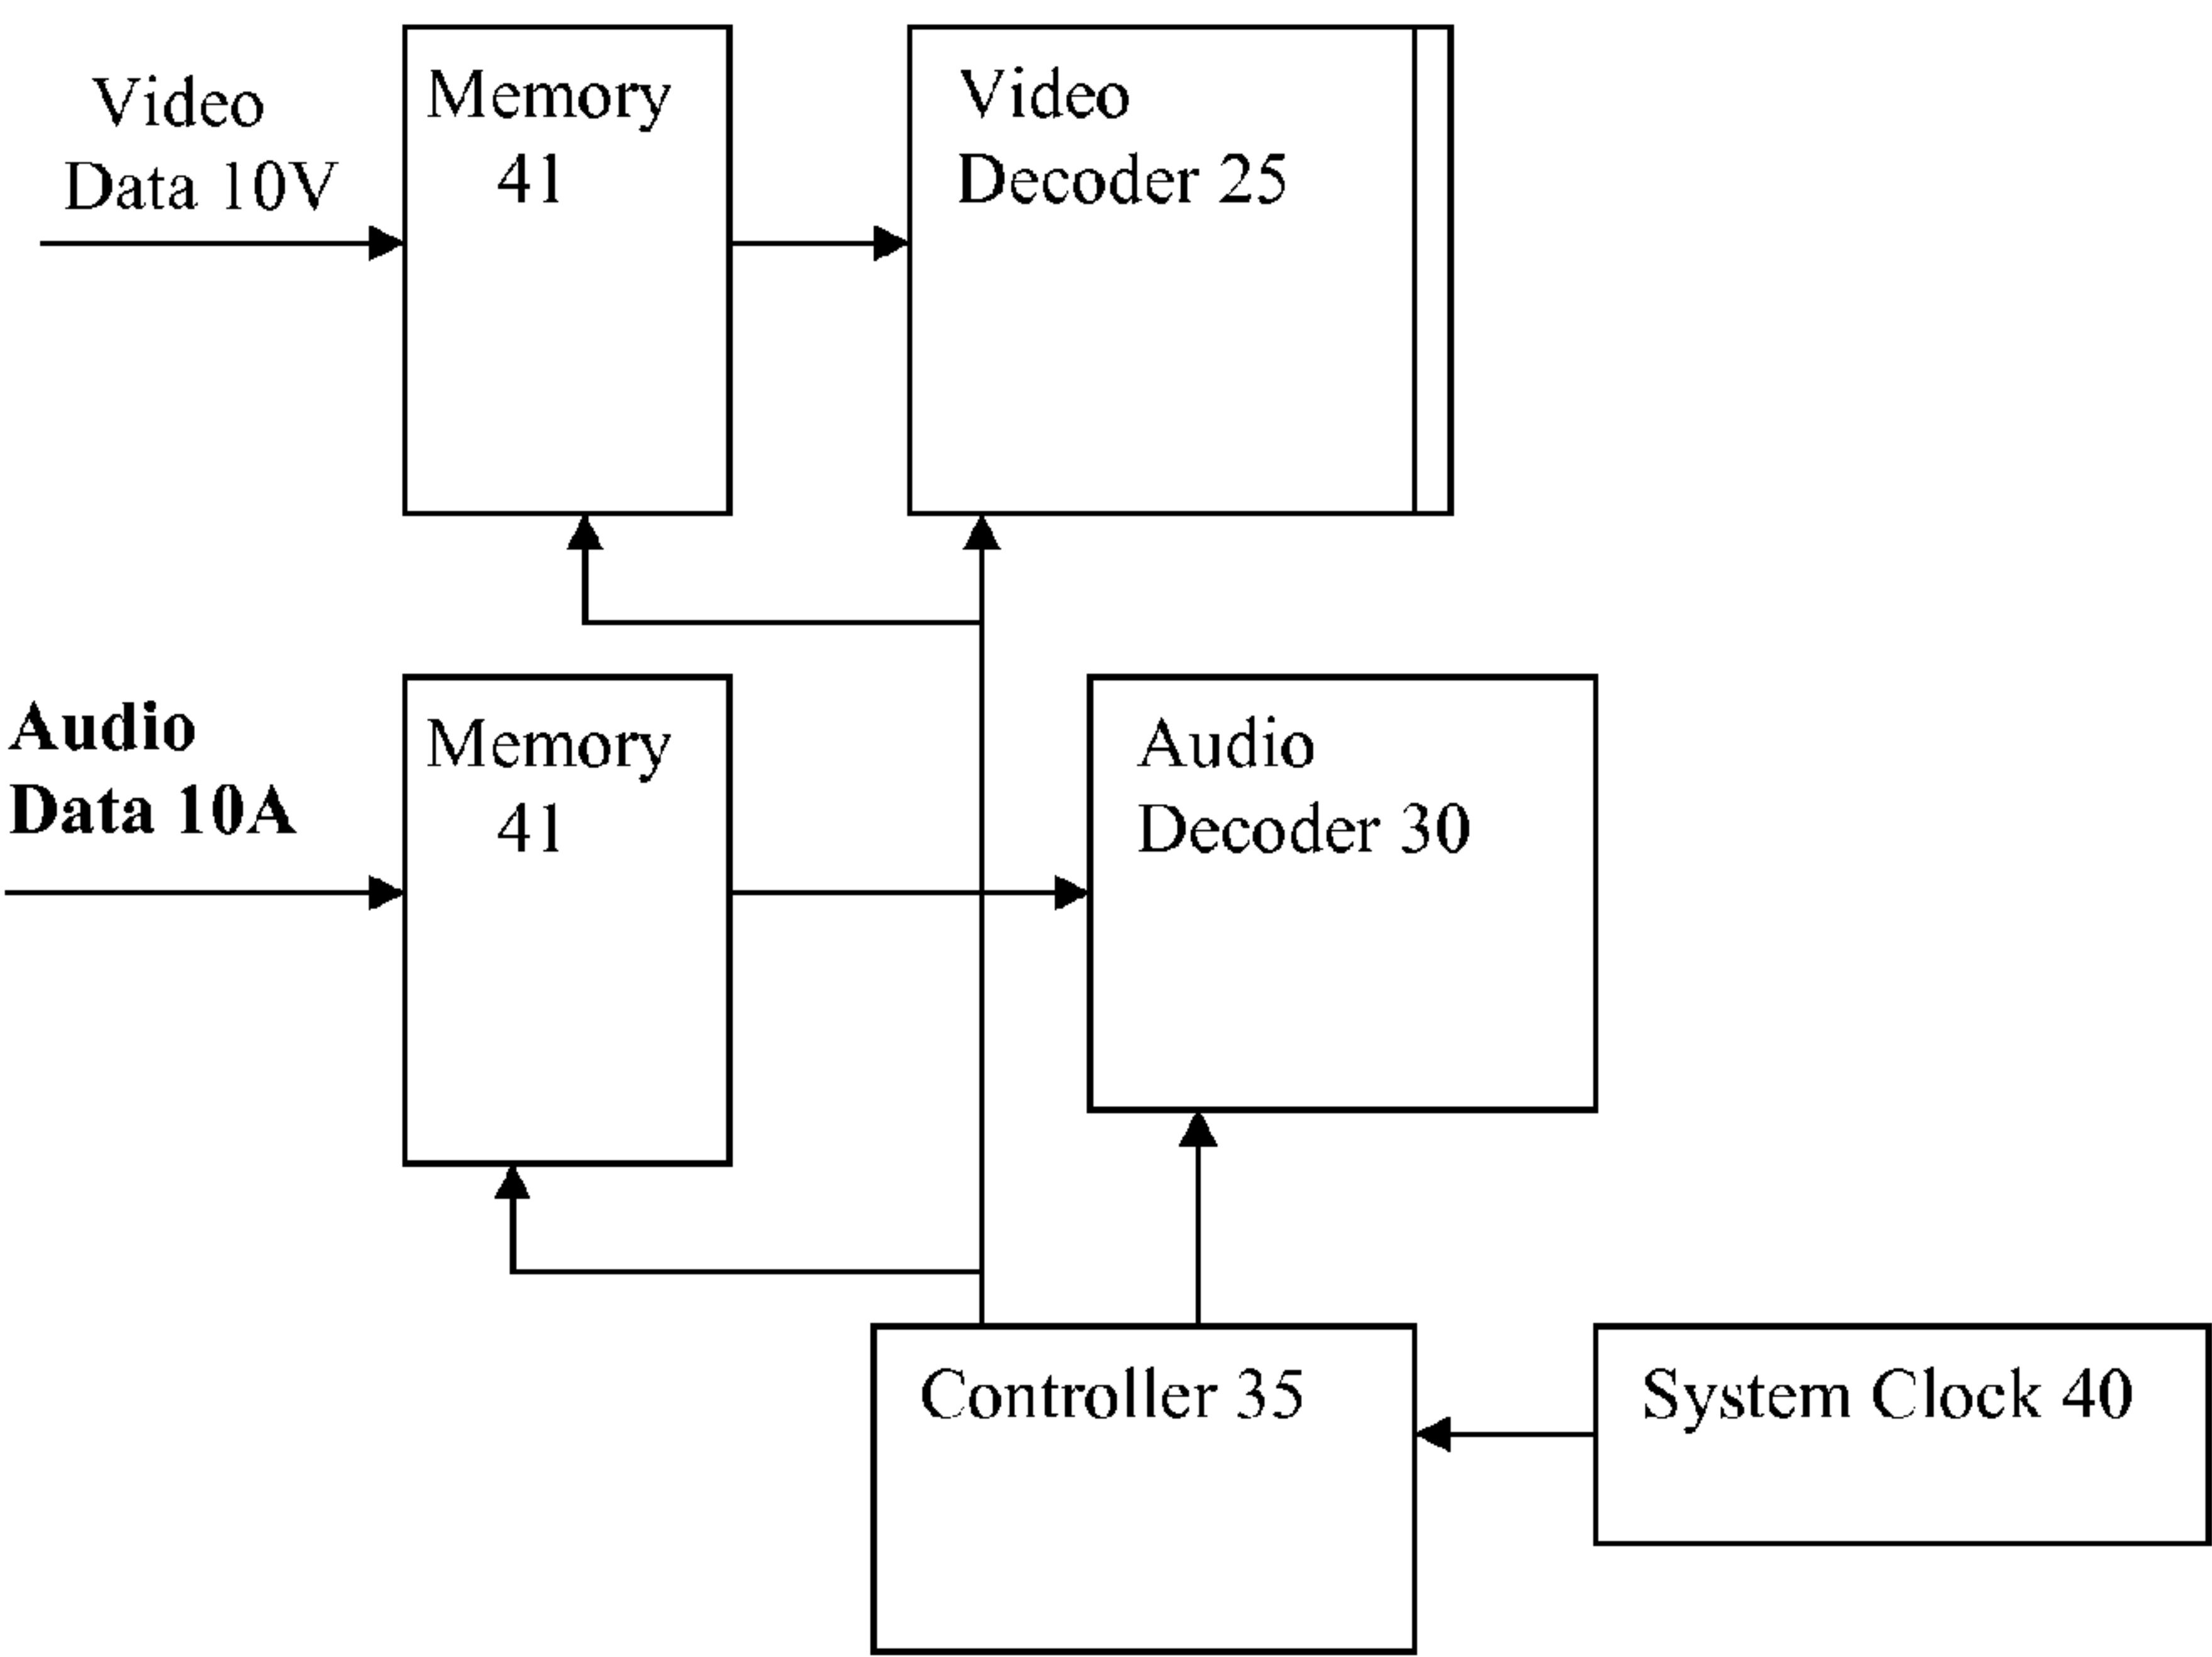 Video
Data 10V
Memory
41
Video
Decoder 25
Audio
Data 10A
Memory
41
Audio
Decoder 30
Controller 35
System Clock 40